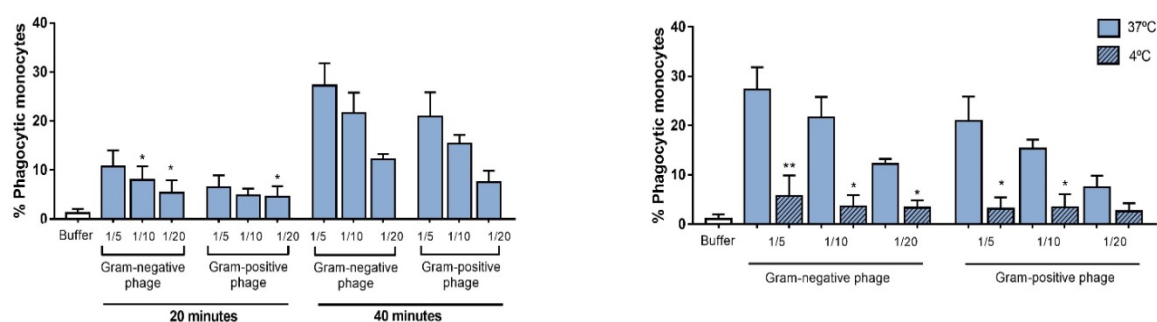 % Phagocytic monocytes
40
30
20
10
0
* * *
Buffer 1/5 1/10 1/20 1/5 1/10 1/20 1/5 1/10 1/20 1/5 1/10 1/20
Gram-negative phage Gram-positive phage Gram-negative phage Gram-positive phage
20 minutes 40 minutes
% Phagocytic monocytes
40
30
20
10
0
37ºC
4ºC
** * * * *
Buffer 1/5 1/10 1/20 1/5 1/10 1/20
Gram-negative phage Gram-positive phage